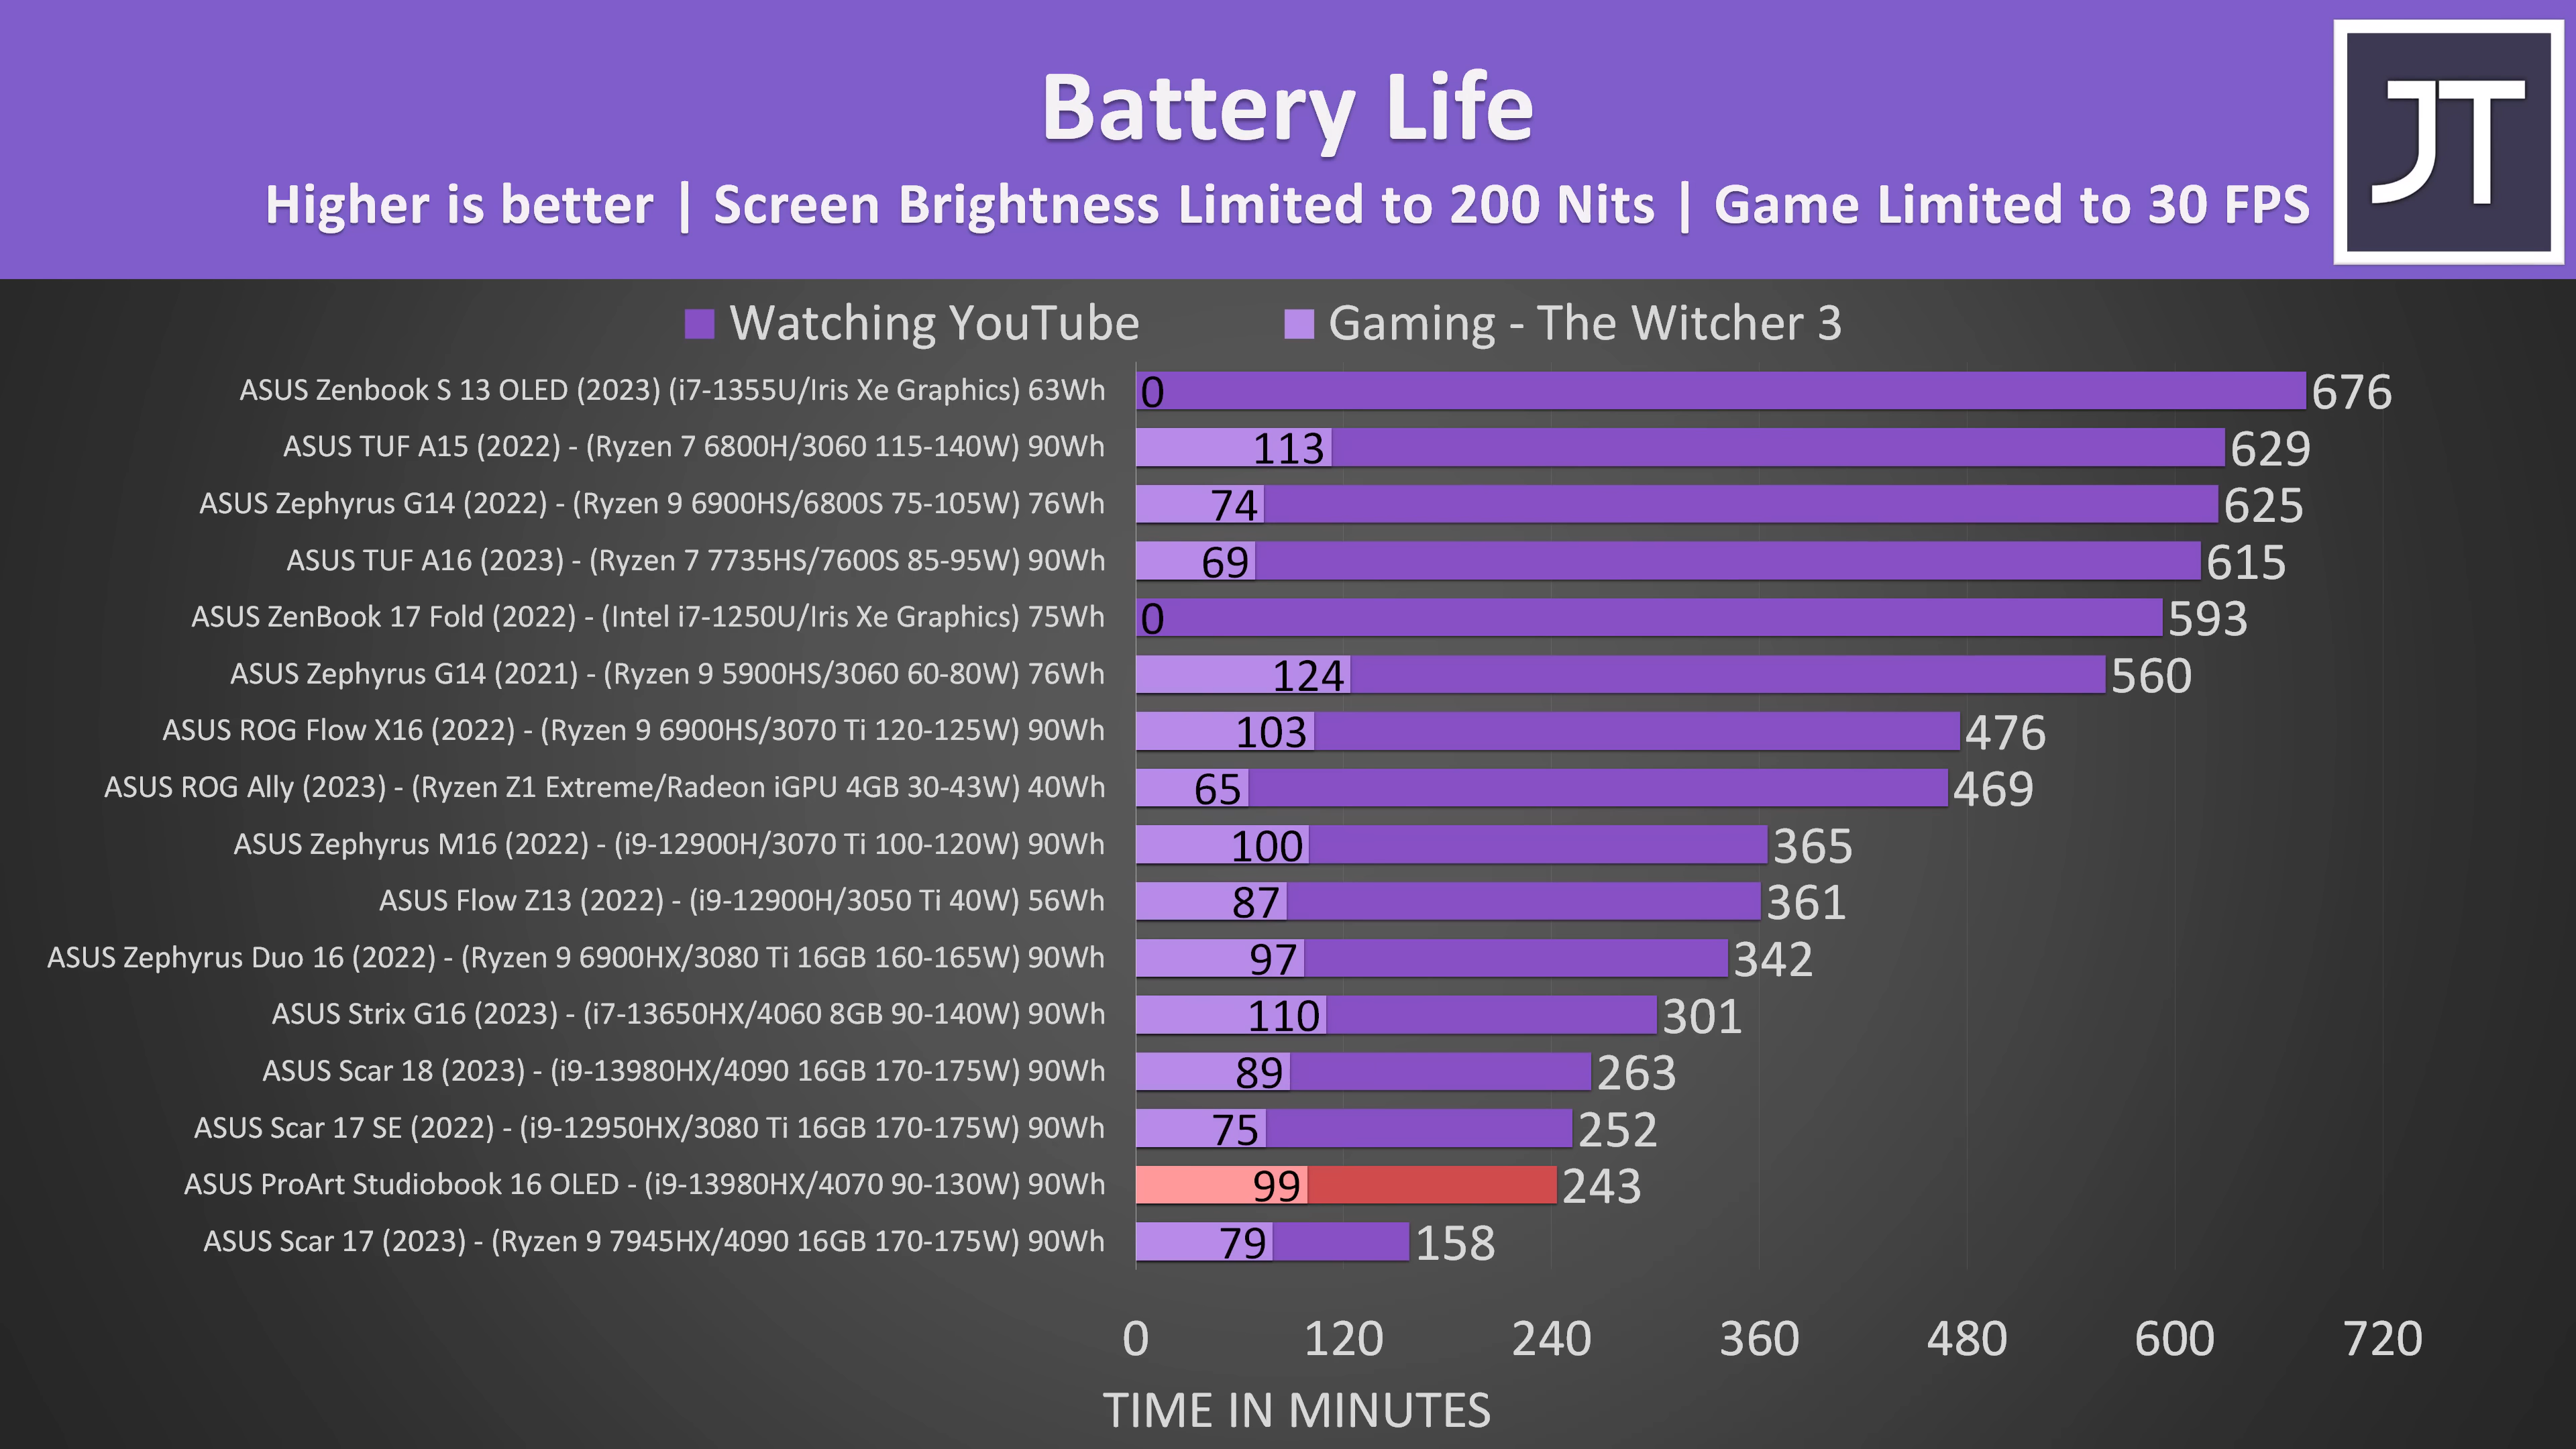 Battery Life
JT
Higher is better | Screen Brightness Limited to 200 Nits | Game Limited to 30 FPS
Watching YouTube
Gaming - The Witcher 3
ASUS Zenbook S 13 OLED (2023) (i7-1355U/Iris Xe Graphics) 63Wh 0 676
ASUS TUF A15 (2022) - (Ryzen 7 6800H/3060 115-140W) 90Wh 113 629
ASUS Zephyrus G14 (2022) - (Ryzen 9 6900HS/6800S 75-105W) 76Wh 74 625
ASUS TUF A16 (2023) - (Ryzen 7 7735HS/7600S 85-95W) 90Wh 69 615
ASUS ZenBook 17 Fold (2022) - (Intel i7-1250U/Iris Xe Graphics) 75Wh 0 593
ASUS Zephyrus G14 (2021) - (Ryzen 9 5900HS/3060 60-80W) 76Wh 124 560
ASUS ROG Flow X16 (2022) - (Ryzen 9 6900HS/3070 Ti 120-125W) 90Wh 103 476
ASUS ROG Ally (2023) - (Ryzen Z1 Extreme/Radeon iGPU 4GB 30-43W) 40Wh 65 469
ASUS Zephyrus M16 (2022) - (i9-12900H/3070 Ti 100-120W) 90Wh 100 365
ASUS Flow Z13 (2022) - (i9-12900H/3050 Ti 40W) 56Wh 87 361
ASUS Zephyrus Duo 16 (2022) - (Ryzen 9 6900HX/3080 Ti 16GB 160-165W) 90Wh 97 342
ASUS Strix G16 (2023) - (i7-13650HX/4060 8GB 90-140W) 90Wh 110 301
ASUS Scar 18 (2023) - (i9-13980HX/4090 16GB 170-175W) 90Wh 89 263
ASUS Scar 17 SE (2022) - (i9-12950HX/3080 Ti 16GB 170-175W) 90Wh 75 252
ASUS ProArt Studiobook 16 OLED - (i9-13980HX/4070 90-130W) 90Wh 99 243
ASUS Scar 17 (2023) - (Ryzen 9 7945HX/4090 16GB 170-175W) 90Wh 79 158
0 120 240 360 480 600 720
TIME IN MINUTES